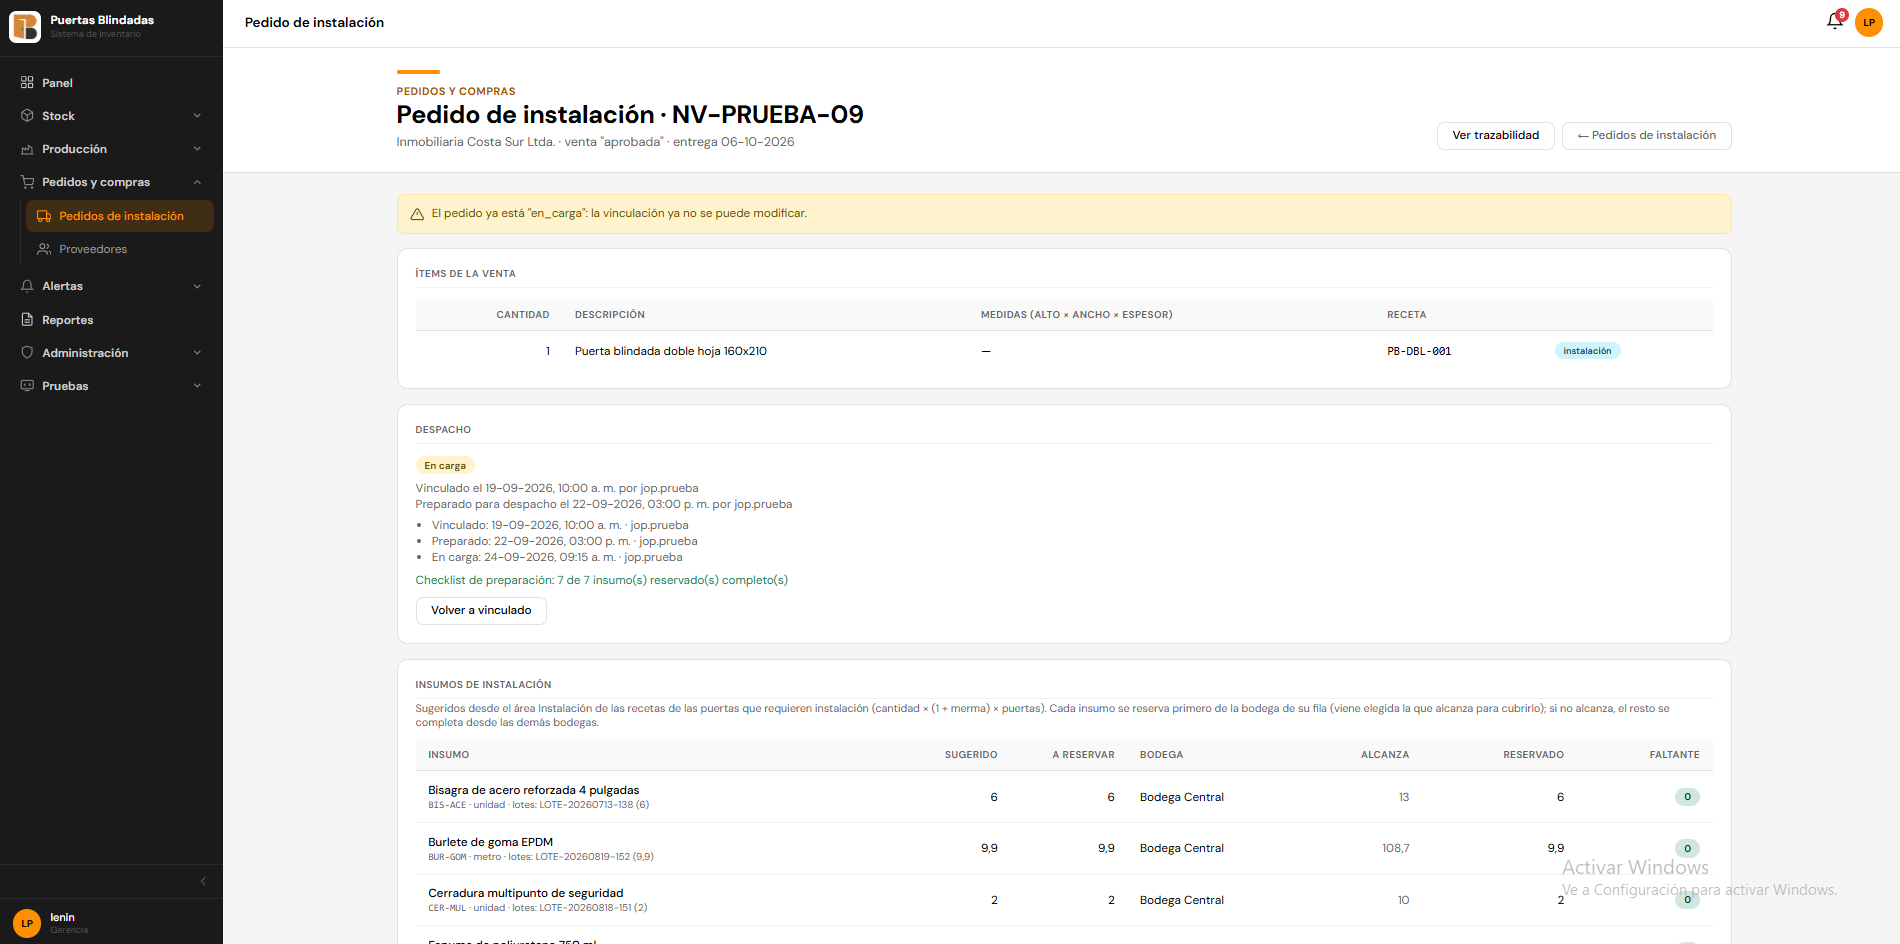 Puertas Blindadas
Sistema de Inventario
Panel
Stock
Producción
Pedidos y compras
Pedidos de instalación
Proveedores
Alertas
Reportes
Administración
Pruebas
LP
lenin
Gerencia
Pedido de instalación
9
LP
PEDIDOS Y COMPRAS
Pedido de instalación · NV-PRUEBA-09
Inmobiliaria Costa Sur Ltda. · venta "aprobada" · entrega 06-10-2026
Ver trazabilidad
← Pedidos de instalación
El pedido ya está "en_carga": la vinculación ya no se puede modificar.
ÍTEMS DE LA VENTA
CANTIDAD DESCRIPCIÓN MEDIDAS (ALTO × ANCHO × ESPESOR) RECETA
1 Puerta blindada doble hoja 160x210 — PB-DBL-001 instalación
DESPACHO
En carga
Vinculado el 19-09-2026, 10:00 a. m. por jop.prueba
Preparado para despacho el 22-09-2026, 03:00 p. m. por jop.prueba
• Vinculado: 19-09-2026, 10:00 a. m. · jop.prueba
• Preparado: 22-09-2026, 03:00 p. m. · jop.prueba
• En carga: 24-09-2026, 09:15 a. m. · jop.prueba
Checklist de preparación: 7 de 7 insumo(s) reservado(s) completo(s)
Volver a vinculado
INSUMOS DE INSTALACIÓN
Sugeridos desde el área Instalación de las recetas de las puertas que requieren instalación (cantidad × (1 + merma) × puertas). Cada insumo se reserva primero de la bodega de su fila (viene elegida la que alcanza para cubrirlo); si no alcanza, el resto se
completa desde las demás bodegas.
INSUMO SUGERIDO A RESERVAR BODEGA ALCANZA RESERVADO FALTANTE
Bisagra de acero reforzada 4 pulgadas
BIS-ACE · unidad · lotes: LOTE-20260713-138 (6)
6 6 Bodega Central 13 6 0
Burlete de goma EPDM
BUR-GOM · metro · lotes: LOTE-20260819-152 (9,9)
9,9 9,9 Bodega Central 108,7 9,9 0
Cerradura multipunto de seguridad
CER-MUL · unidad · lotes: LOTE-20260818-151 (2)
2 2 Bodega Central 10 2 0
Espuma de poliuretano 750 ml
Activar Windows
Ve a Configuración para activar Windows.